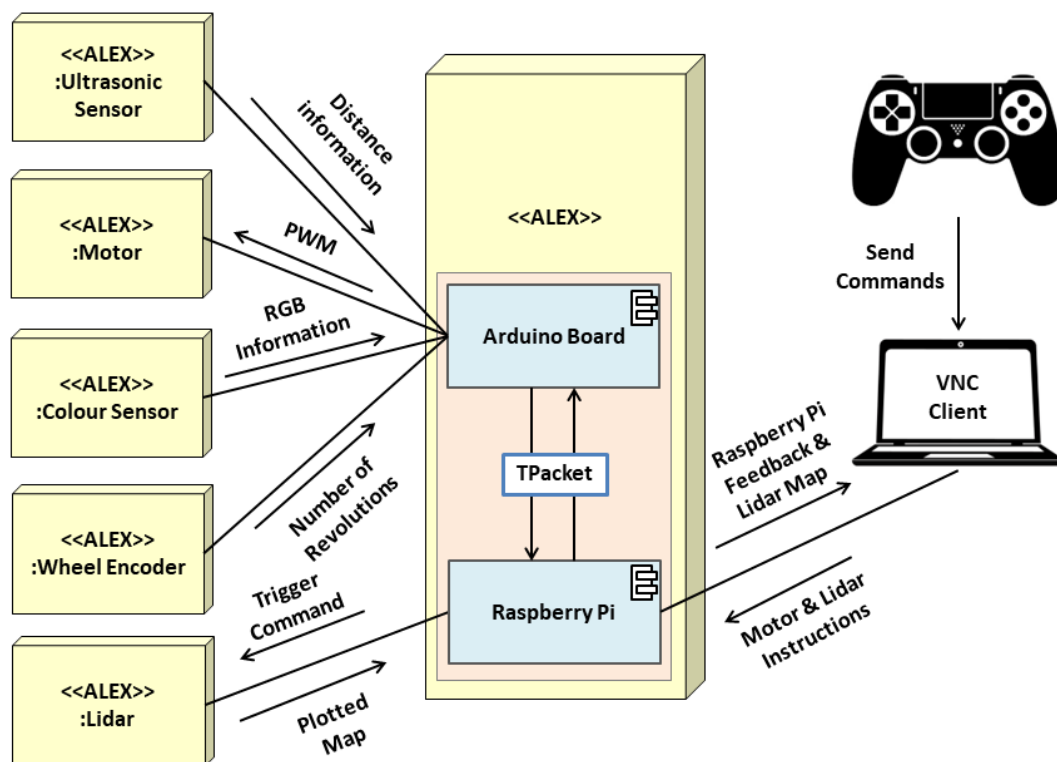 <<ALEX>>
:Ultrasonic
Sensor
Distance
information
<<ALEX>>
:Motor
PWM
<<ALEX>>
:Colour Sensor
RGB
Information
<<ALEX>>
:Wheel Encoder
Number of
Revolutions
<<ALEX>>
:Lidar
Trigger
Command
Plotted
Map
<<ALEX>>
Arduino Board
TPacket
Raspberry Pi
Send
Commands
VNC
Client
Raspberry Pi
Feedback &
Lidar Map
Motor & Lidar
Instructions